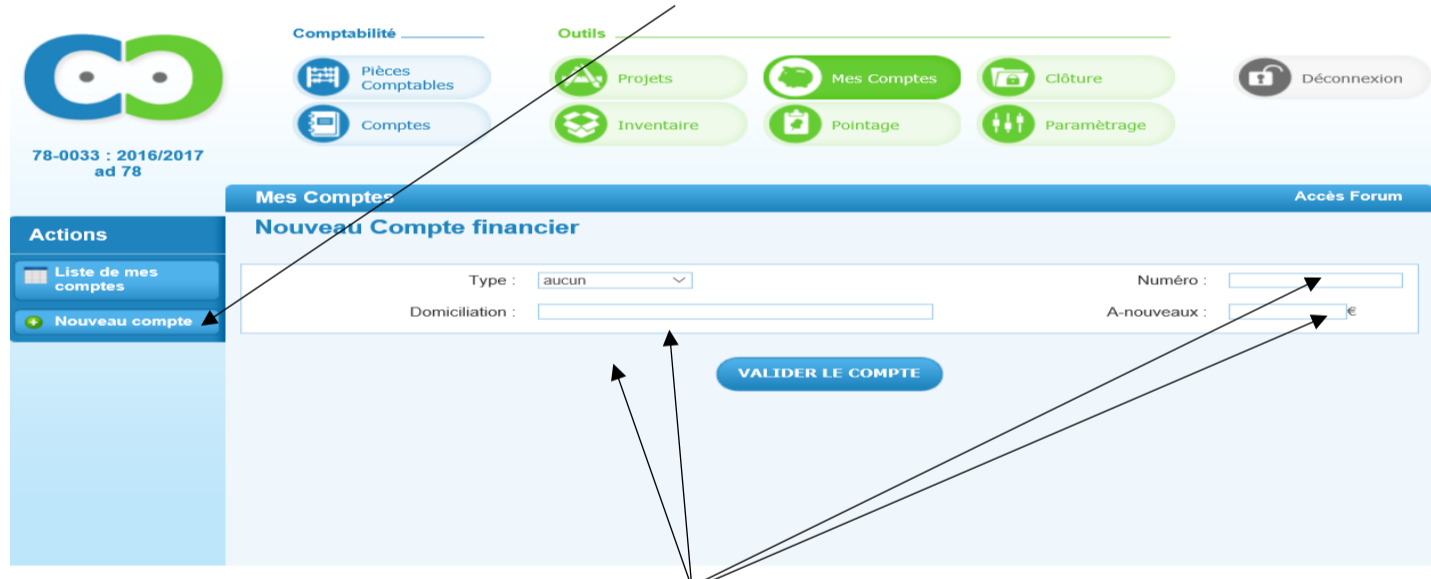 Comptabilité
Outils
Pièces
Comptables
Projets
Mes Comptes
Clôture
Déconnexion
Comptes
Inventaire
Pointage
Paramètrage
78-0033 : 2016/2017
ad 78
Mes Comptes
Accès Forum
Actions
Nouveau Compte financier
Liste de mes
comptes
Type :
aucun
Numéro :
Nouveau compte
Domiciliation :
A-nouveaux :
€
VALIDER LE COMPTE